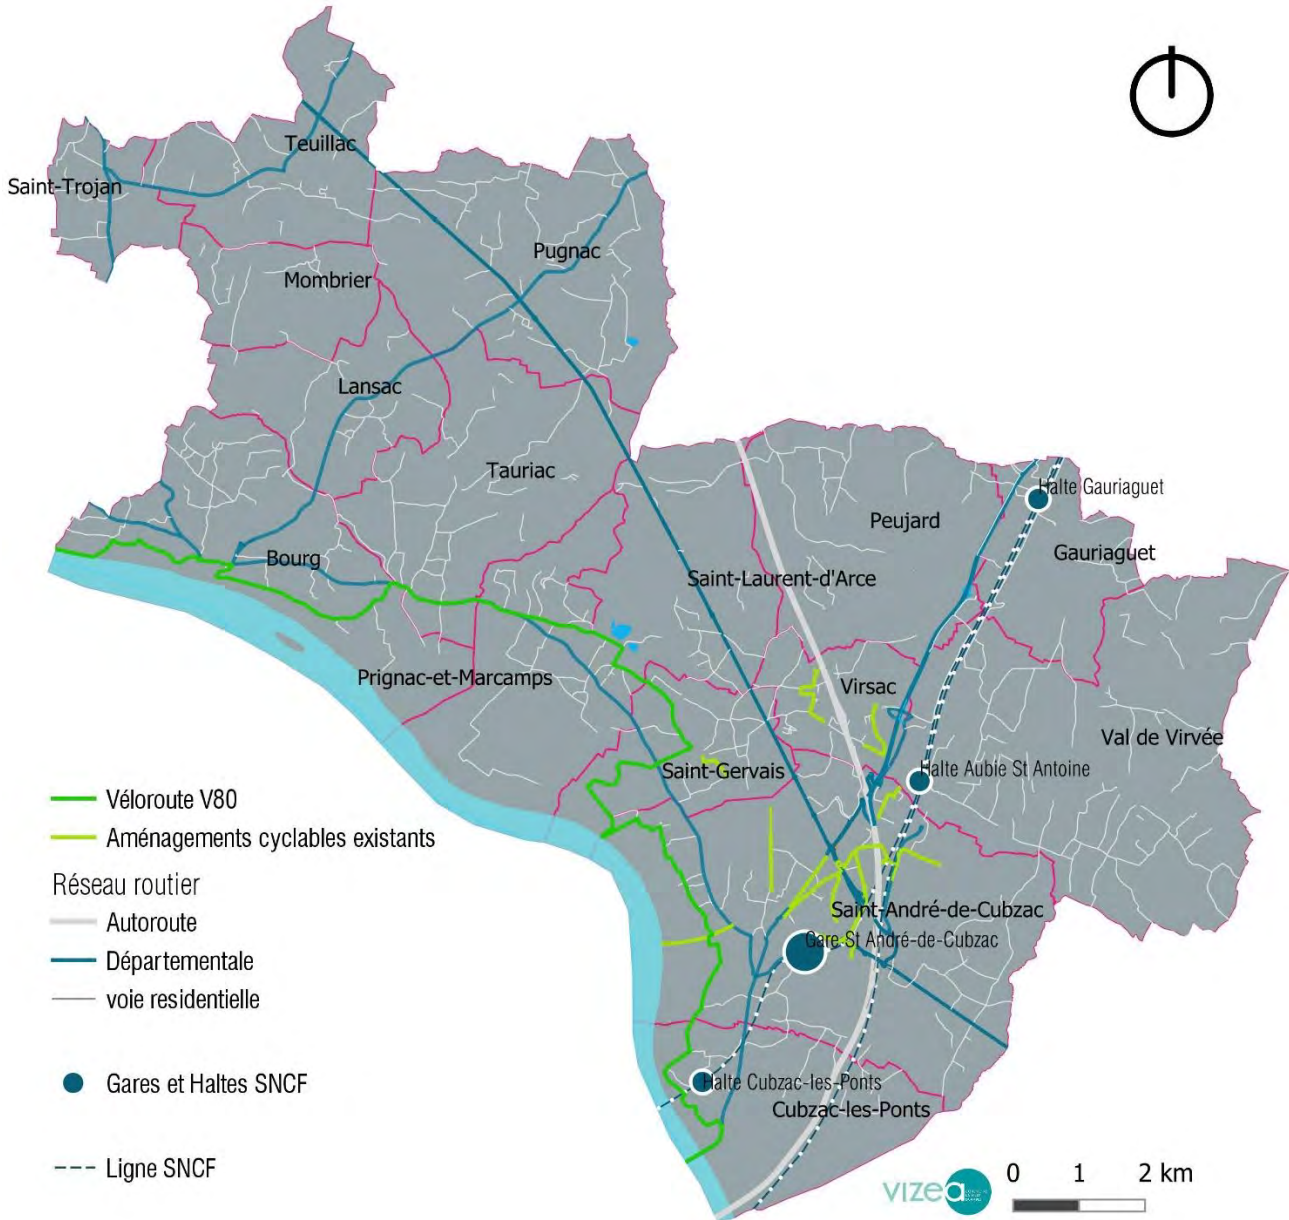 Teuillac
Saint-Trojan
Pugnac
Mombrier
Lansac
Tauriac
Halte Gauriaguet
Peujard
Gauriaguet
Bourg
Saint-Laurent-d'Arce
Prignac-et-Marcamps
Virsac
Val de Virvée
Saint-Gervais
Halte Aubie St Antoine
Saint-André-de-Cubzac
Gare St André-de-Cubzac
Halte Cubzac-les-Ponts
Cubzac-les-Ponts
Véloroute V80
Aménagements cyclables existants
Réseau routier
Autoroute
Départementale
voie residentielle
Gares et Haltes SNCF
Ligne SNCF
vizea
0 1 2 km